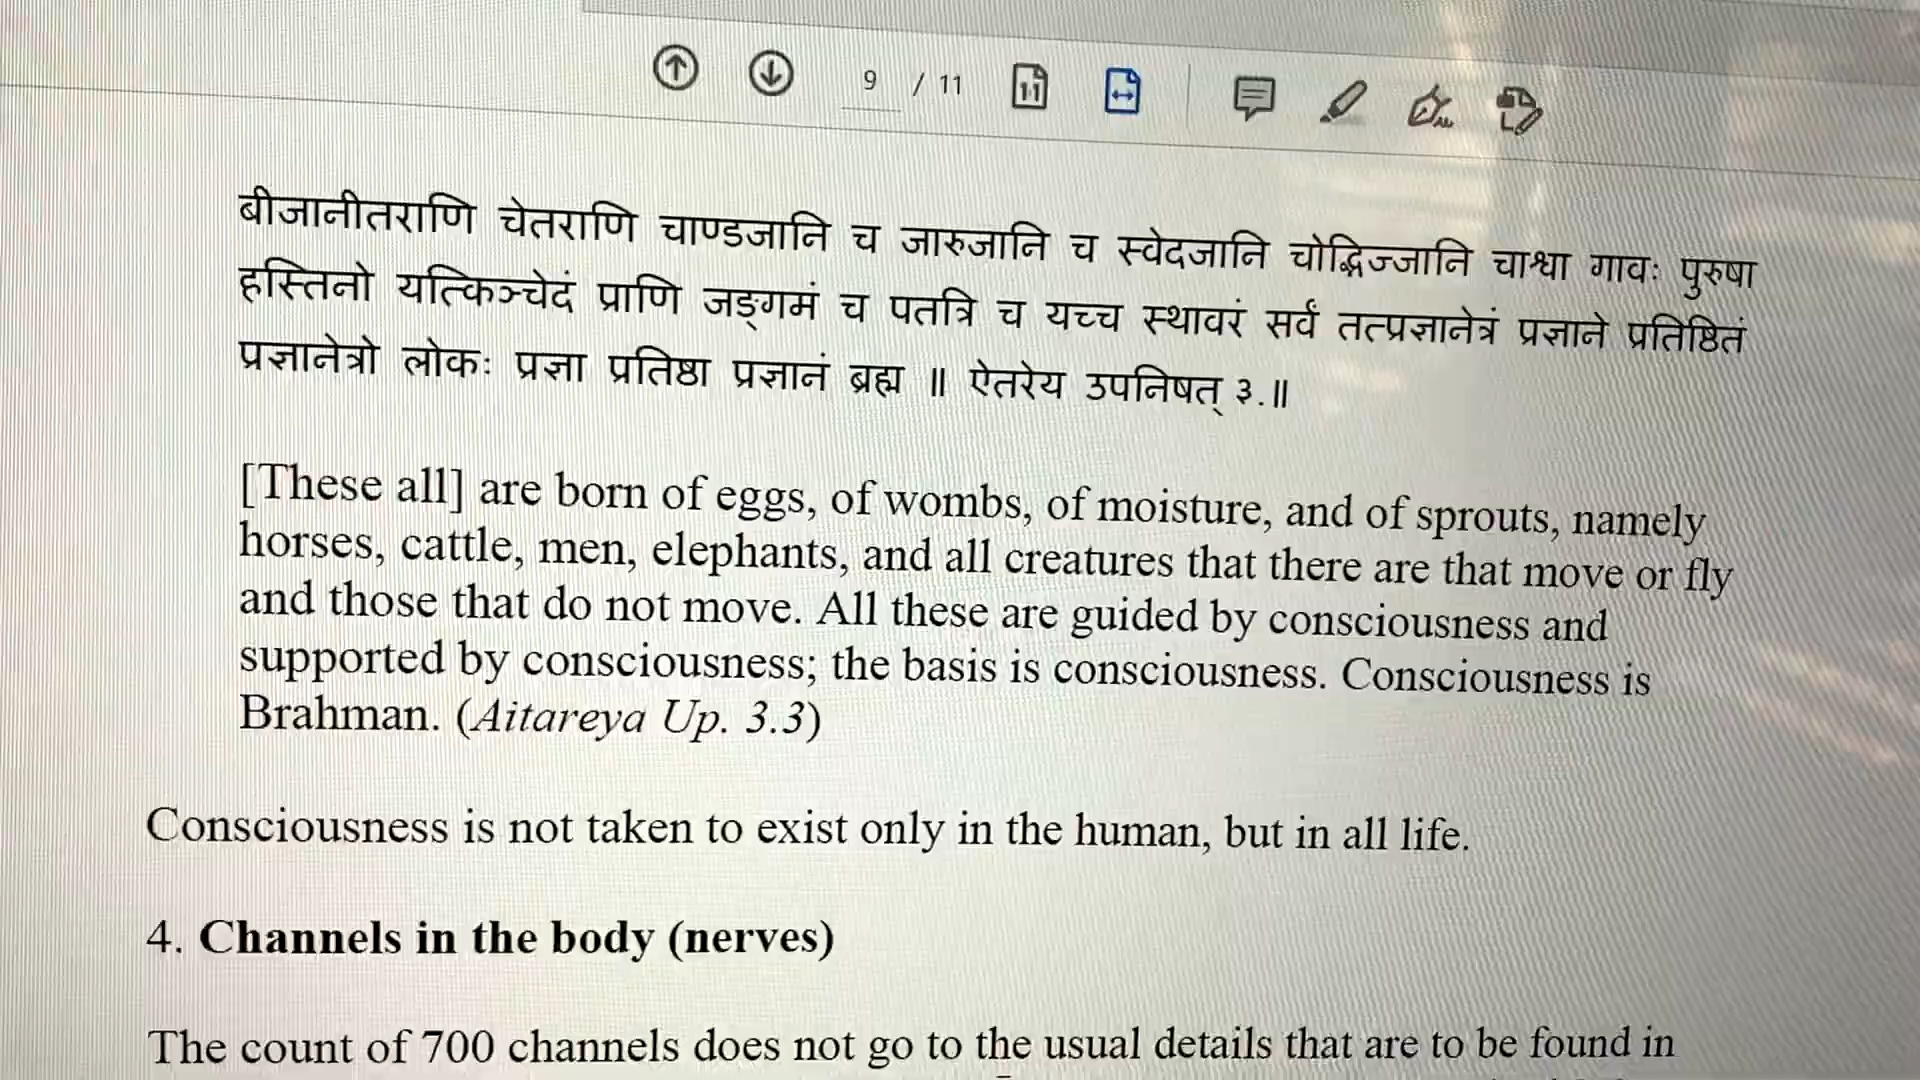 9 / 11
बीजानीतराणि चेतराणि चाण्डजानि च जारुजानि च स्वेदजानि चोद्भिज्जानि चाश्वा गावः पुरुषा
हस्तिनो यत्किञ्चेदं प्राणि जङ्गमं च पतत्रि च यच्च स्थावरं सर्वं तत्प्रज्ञानेत्रं प्रज्ञाने प्रतिष्ठितं
प्रज्ञानेत्रो लोकः प्रज्ञा प्रतिष्ठा प्रज्ञानं ब्रह्म ॥ ऐतरेय उपनिषत् ३.॥
[These all] are born of eggs, of wombs, of moisture, and of sprouts, namely
horses, cattle, men, elephants, and all creatures that there are that move or fly
and those that do not move. All these are guided by consciousness and
supported by consciousness; the basis is consciousness. Consciousness is
Brahman. (Aitareya Up. 3.3)
Consciousness is not taken to exist only in the human, but in all life.
4. Channels in the body (nerves)
The count of 700 channels does not go to the usual details that are to be found in